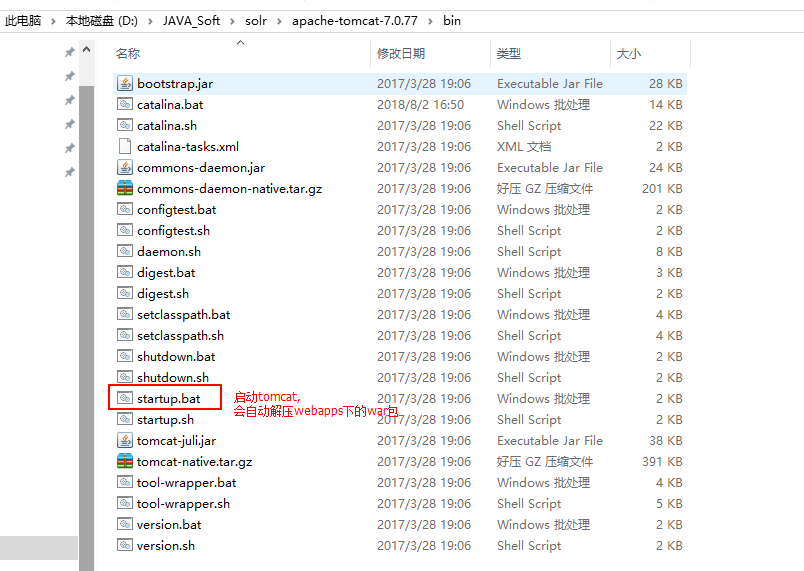 此电脑 > 本地磁盘 (D:) > JAVA_Soft > solr > apache-tomcat-7.0.77 > bin
名称 修改日期 类型 大小
bootstrap.jar 2017/3/28 19:06 Executable Jar File 28 KB
catalina.bat 2018/8/2 16:50 Windows 批处理 14 KB
catalina.sh 2017/3/28 19:06 Shell Script 22 KB
catalina-tasks.xml 2017/3/28 19:06 XML 文档 2 KB
commons-daemon.jar 2017/3/28 19:06 Executable Jar File 24 KB
commons-daemon-native.tar.gz 2017/3/28 19:06 好压 GZ 压缩文件 201 KB
configtest.bat 2017/3/28 19:06 Windows 批处理 2 KB
configtest.sh 2017/3/28 19:06 Shell Script 2 KB
daemon.sh 2017/3/28 19:06 Shell Script 8 KB
digest.bat 2017/3/28 19:06 Windows 批处理 3 KB
digest.sh 2017/3/28 19:06 Shell Script 2 KB
setclasspath.bat 2017/3/28 19:06 Windows 批处理 4 KB
setclasspath.sh 2017/3/28 19:06 Shell Script 4 KB
shutdown.bat 2017/3/28 19:06 Windows 批处理 2 KB
shutdown.sh 2017/3/28 19:06 Shell Script 2 KB
startup.bat 2017/3/28 19:06 Windows 批处理 2 KB
启动tomcat,
会自动解压webapps下的war包
startup.sh 2017/3/28 19:06 Shell Script 2 KB
tomcat-juli.jar 2017/3/28 19:06 Executable Jar File 38 KB
tomcat-native.tar.gz 2017/3/28 19:06 好压 GZ 压缩文件 391 KB
tool-wrapper.bat 2017/3/28 19:06 Windows 批处理 4 KB
tool-wrapper.sh 2017/3/28 19:06 Shell Script 5 KB
version.bat 2017/3/28 19:06 Windows 批处理 2 KB
version.sh 2017/3/28 19:06 Shell Script 2 KB